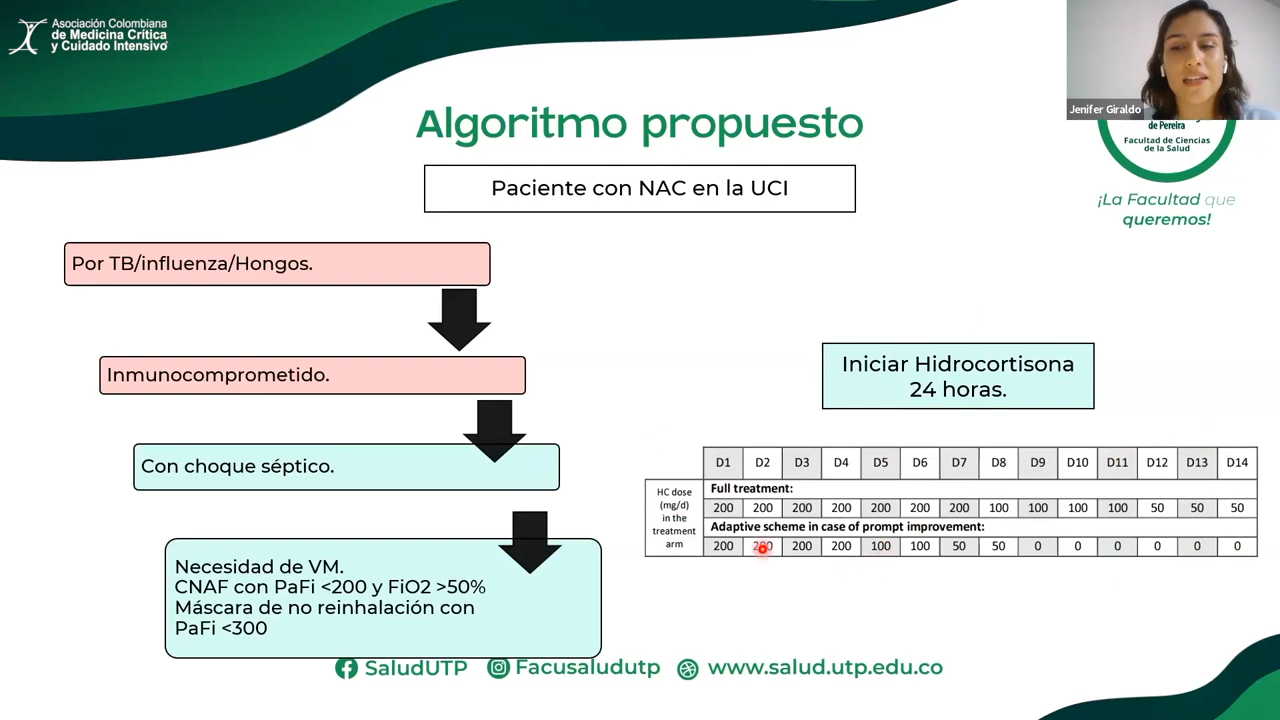 Asociación Colombiana
de Medicina Crítica
y Cuidado Intensivo
Jenifer Giraldo
de Pereira
Facultad de Ciencias
de la Salud
¡La Facultad que
queremos!
Algoritmo propuesto
Paciente con NAC en la UCI
Por TB/influenza/Hongos.
Inmunocomprometido.
Con choque séptico.
Necesidad de VM.
CNAF con PaFi <200 y FiO2 >50%
Máscara de no reinhalación con
PaFi <300
Iniciar Hidrocortisona
24 horas.
D1 D2 D3 D4 D5 D6 D7 D8 D9 D10 D11 D12 D13 D14
HC dose
(mg/d)
in the
treatment
arm
Full treatment:
200 200 200 200 200 200 200 100 100 100 100 50 50 50
Adaptive scheme in case of prompt improvement:
200 200 200 200 100 100 50 50 0 0 0 0 0 0
SaludUTP Facusaludutp www.salud.utp.edu.co